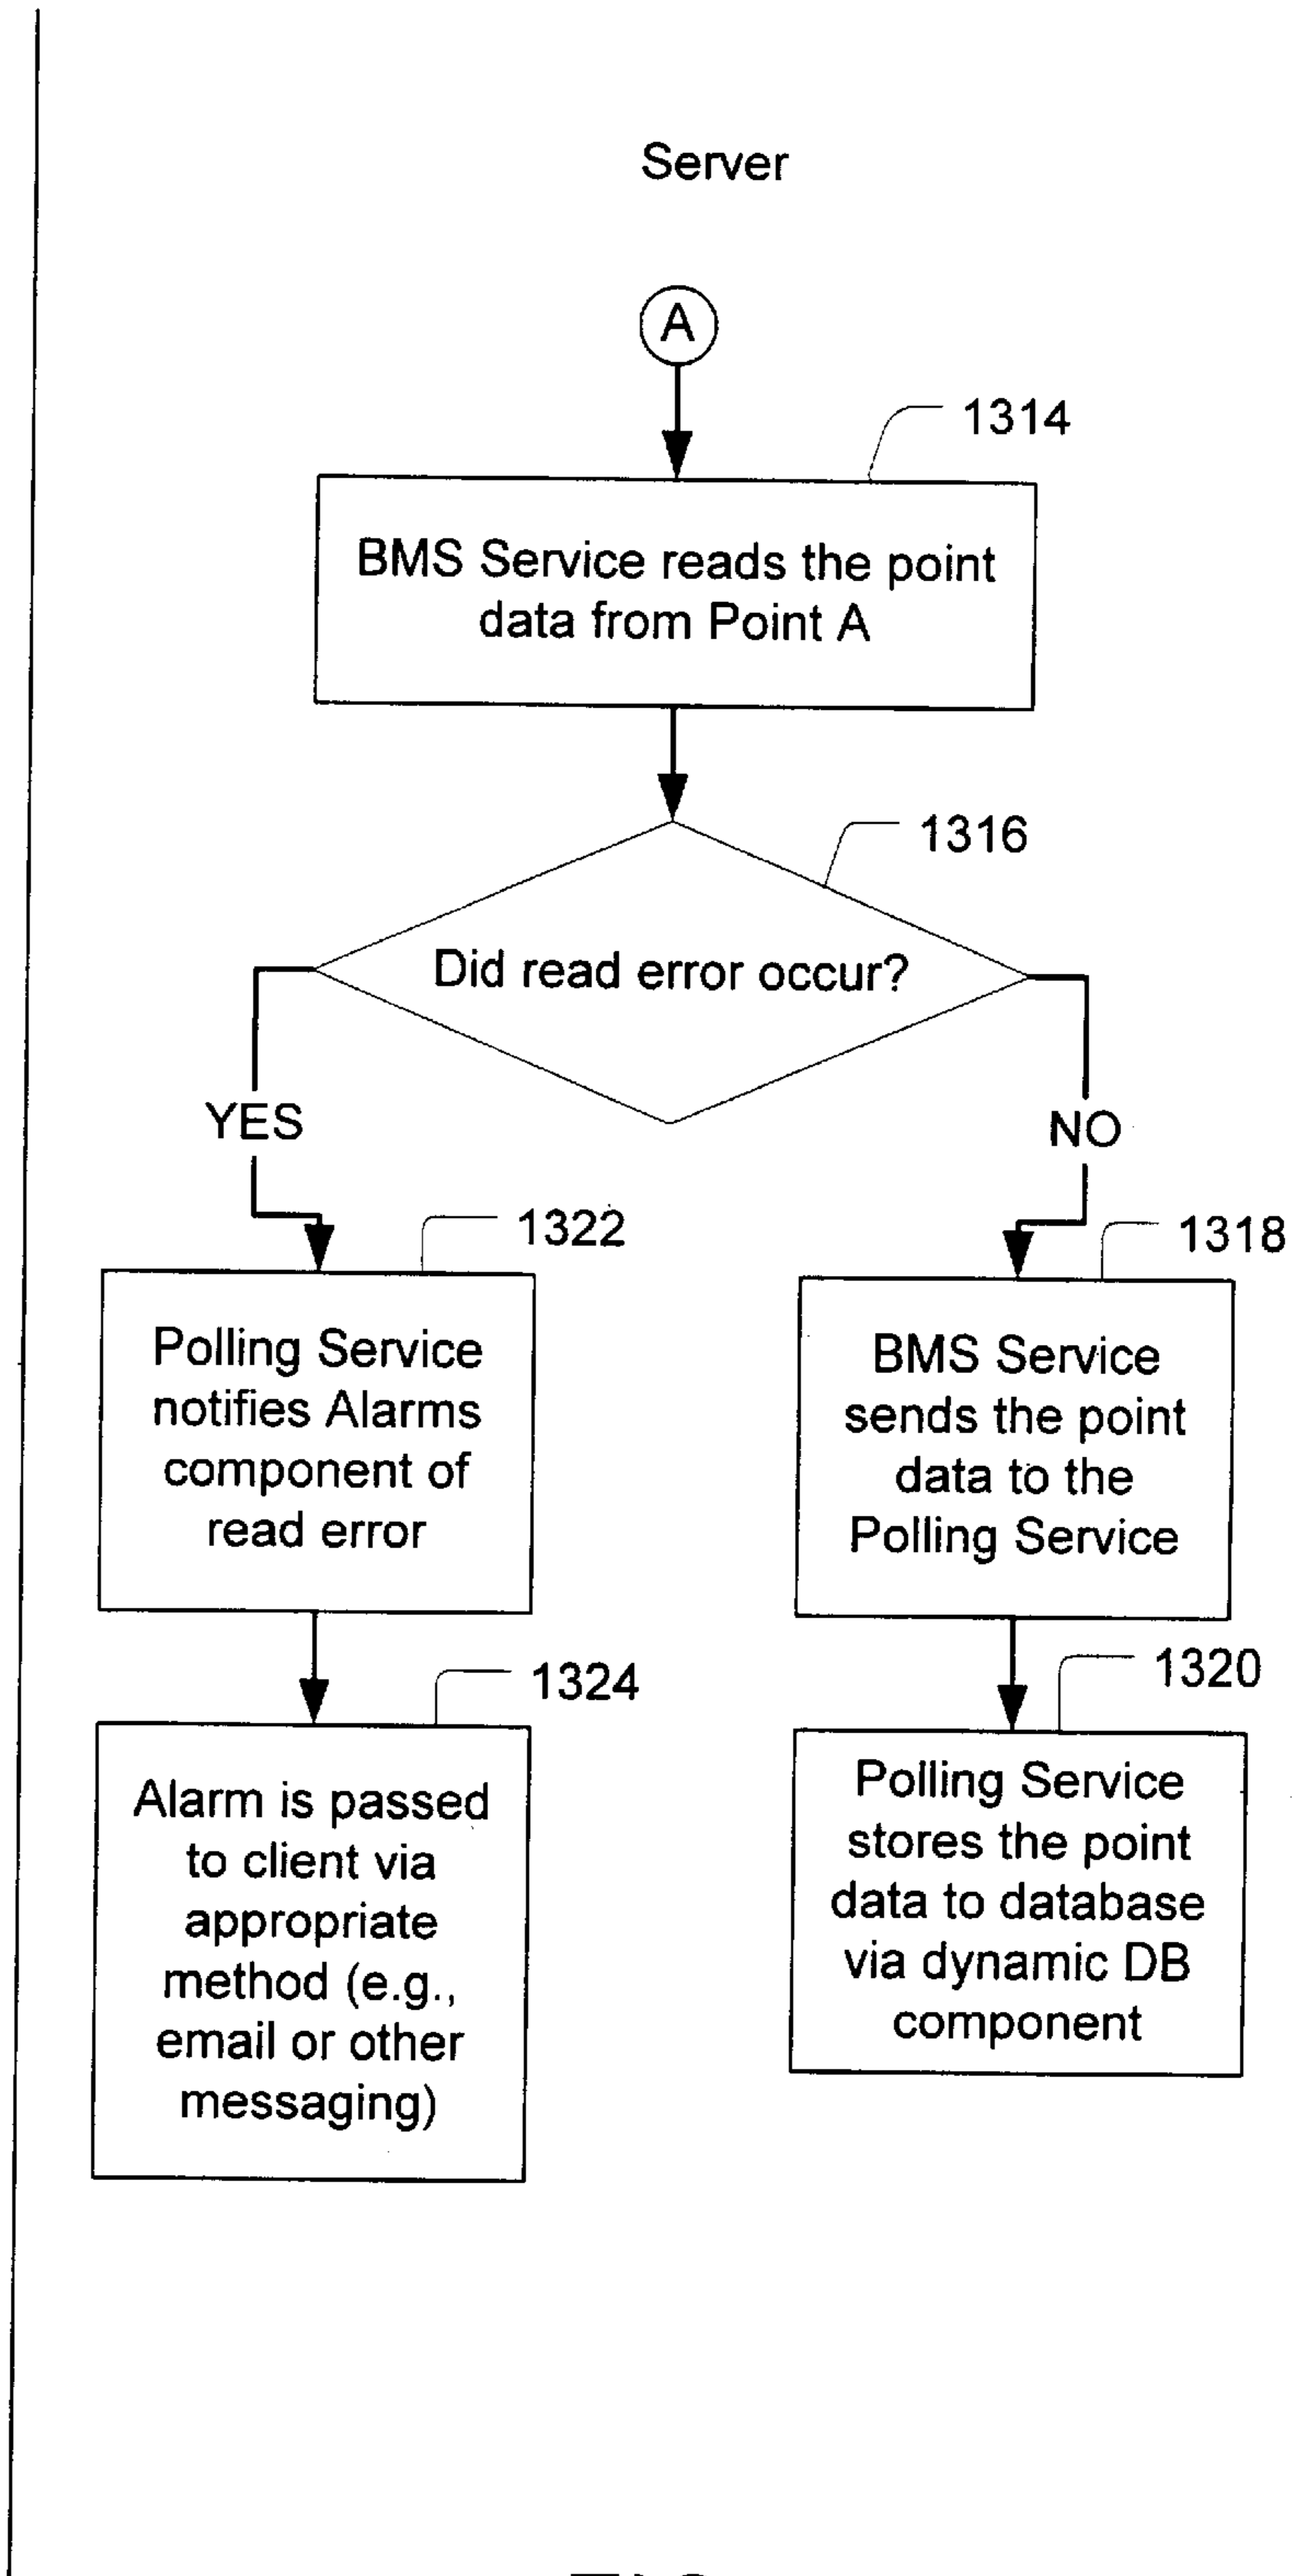 Server
A
1314
BMS Service reads the point
data from Point A
1316
Did read error occur?
YES
NO
1322
1318
Polling Service
notifies Alarms
component of
read error
BMS Service
sends the point
data to the
Polling Service
1324
1320
Alarm is passed
to client via
appropriate
method (e.g.,
email or other
messaging)
Polling Service
stores the point
data to database
via dynamic DB
component